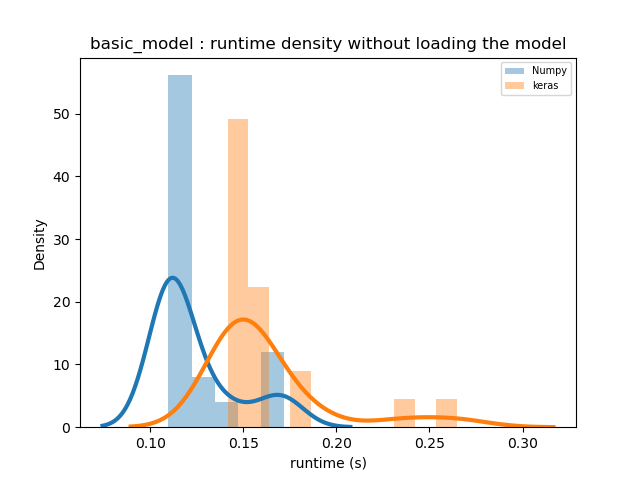 basic_model : runtime density without loading the model
Numpy
keras
Density
50
40
30
20
10
0
0.10 0.15 0.20 0.25 0.30
runtime (s)